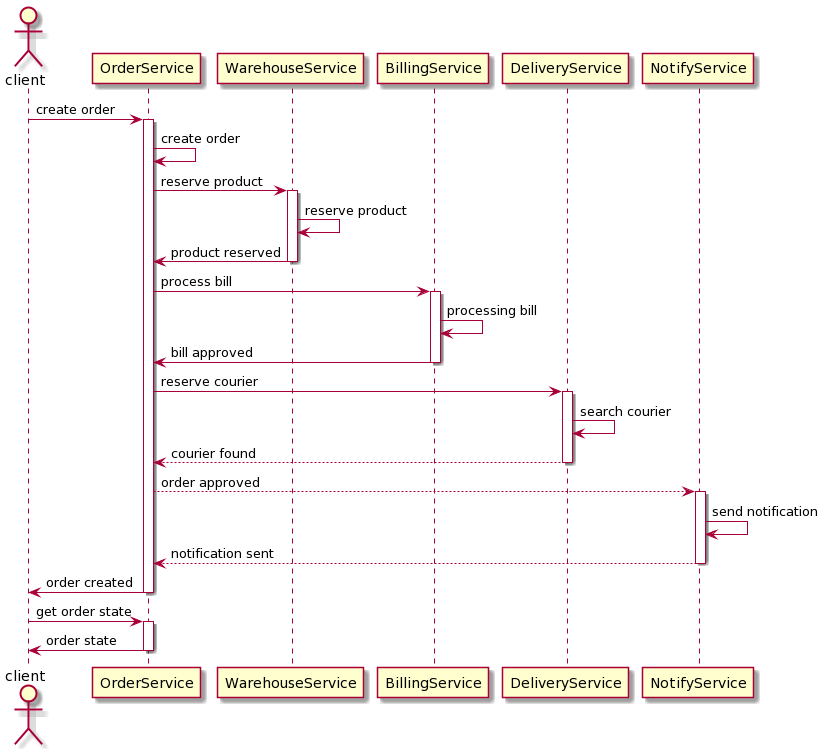 client
OrderService
WarehouseService
BillingService
DeliveryService
NotifyService
create order
create order
reserve product
reserve product
product reserved
process bill
processing bill
bill approved
reserve courier
search courier
courier found
order approved
send notification
notification sent
order created
get order state
order state
client
OrderService
WarehouseService
BillingService
DeliveryService
NotifyService